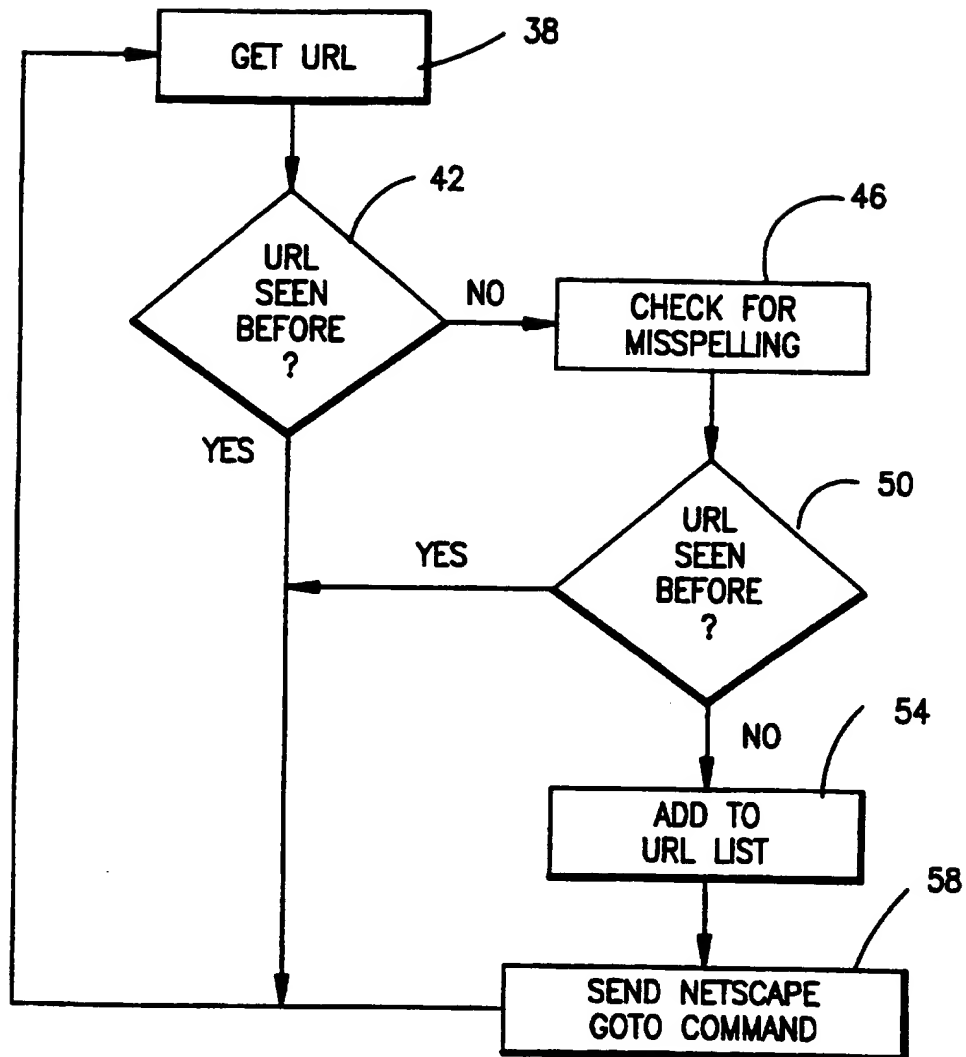 GET URL
38
42
URL
SEEN
BEFORE
?
NO
46
CHECK FOR
MISSPELLING
YES
50
URL
SEEN
BEFORE
?
YES
NO
54
ADD TO
URL LIST
58
SEND NETSCAPE
GOTO COMMAND